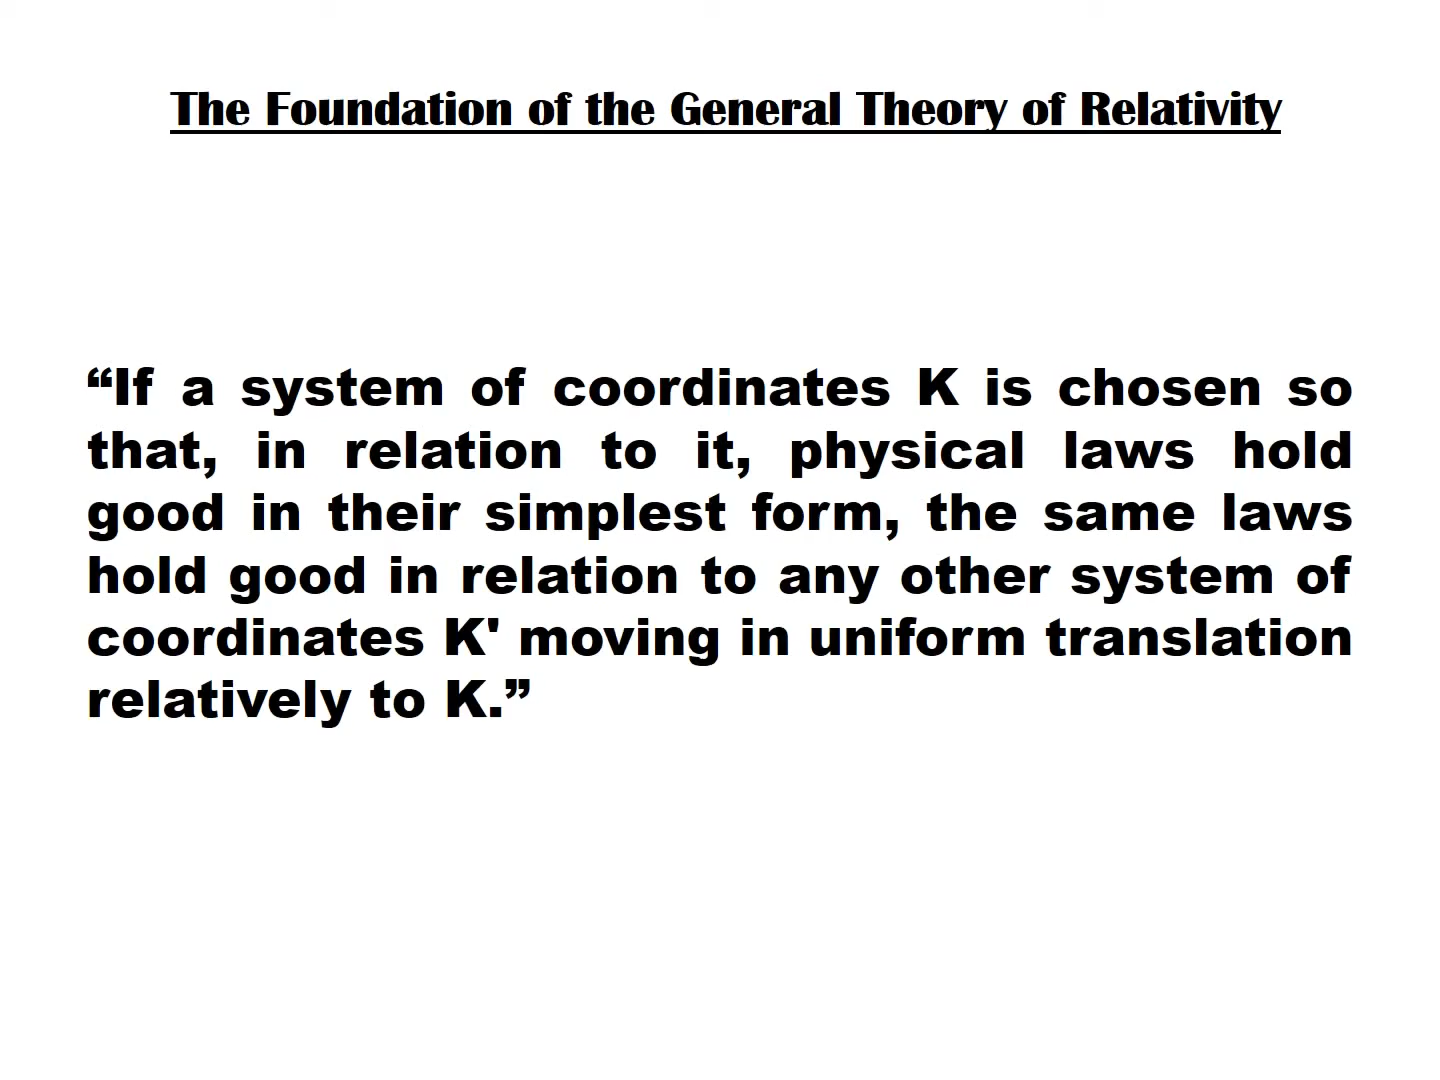 The Foundation of the General Theory of Relativity
“If a system of coordinates K is chosen so
that, in relation to it, physical laws hold
good in their simplest form, the same laws
hold good in relation to any other system of
coordinates K' moving in uniform translation
relatively to K.”